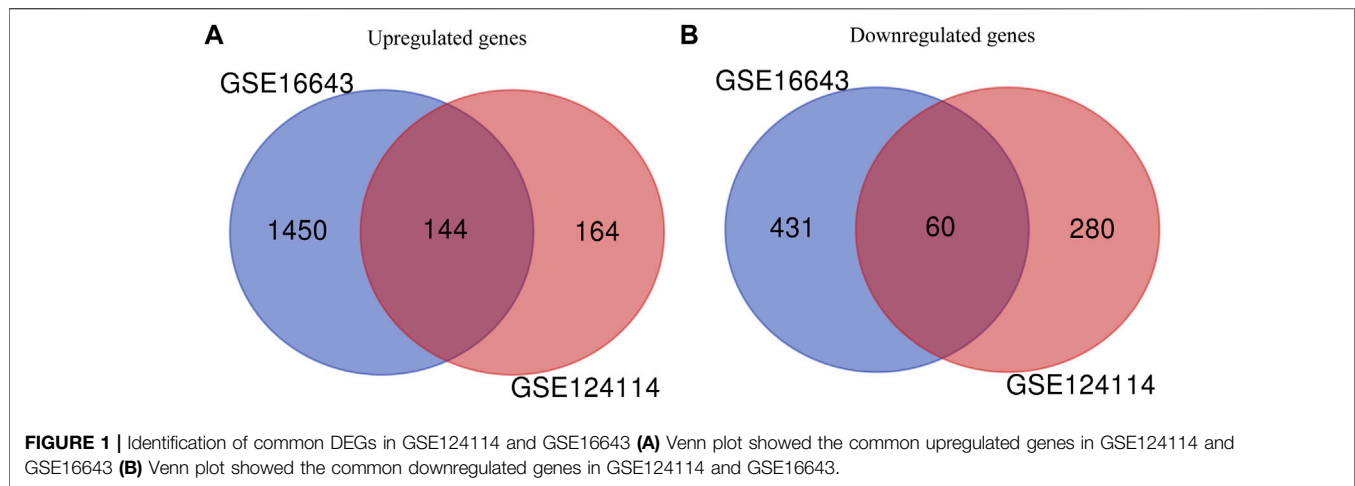 A Upregulated genes
B Downregulated genes
GSE16643
1450 144 164
GSE124114
GSE16643
431 60 280
GSE124114
FIGURE 1 | Identification of common DEGs in GSE124114 and GSE16643 (A) Venn plot showed the common upregulated genes in GSE124114 and
GSE16643 (B) Venn plot showed the common downregulated genes in GSE124114 and GSE16643.